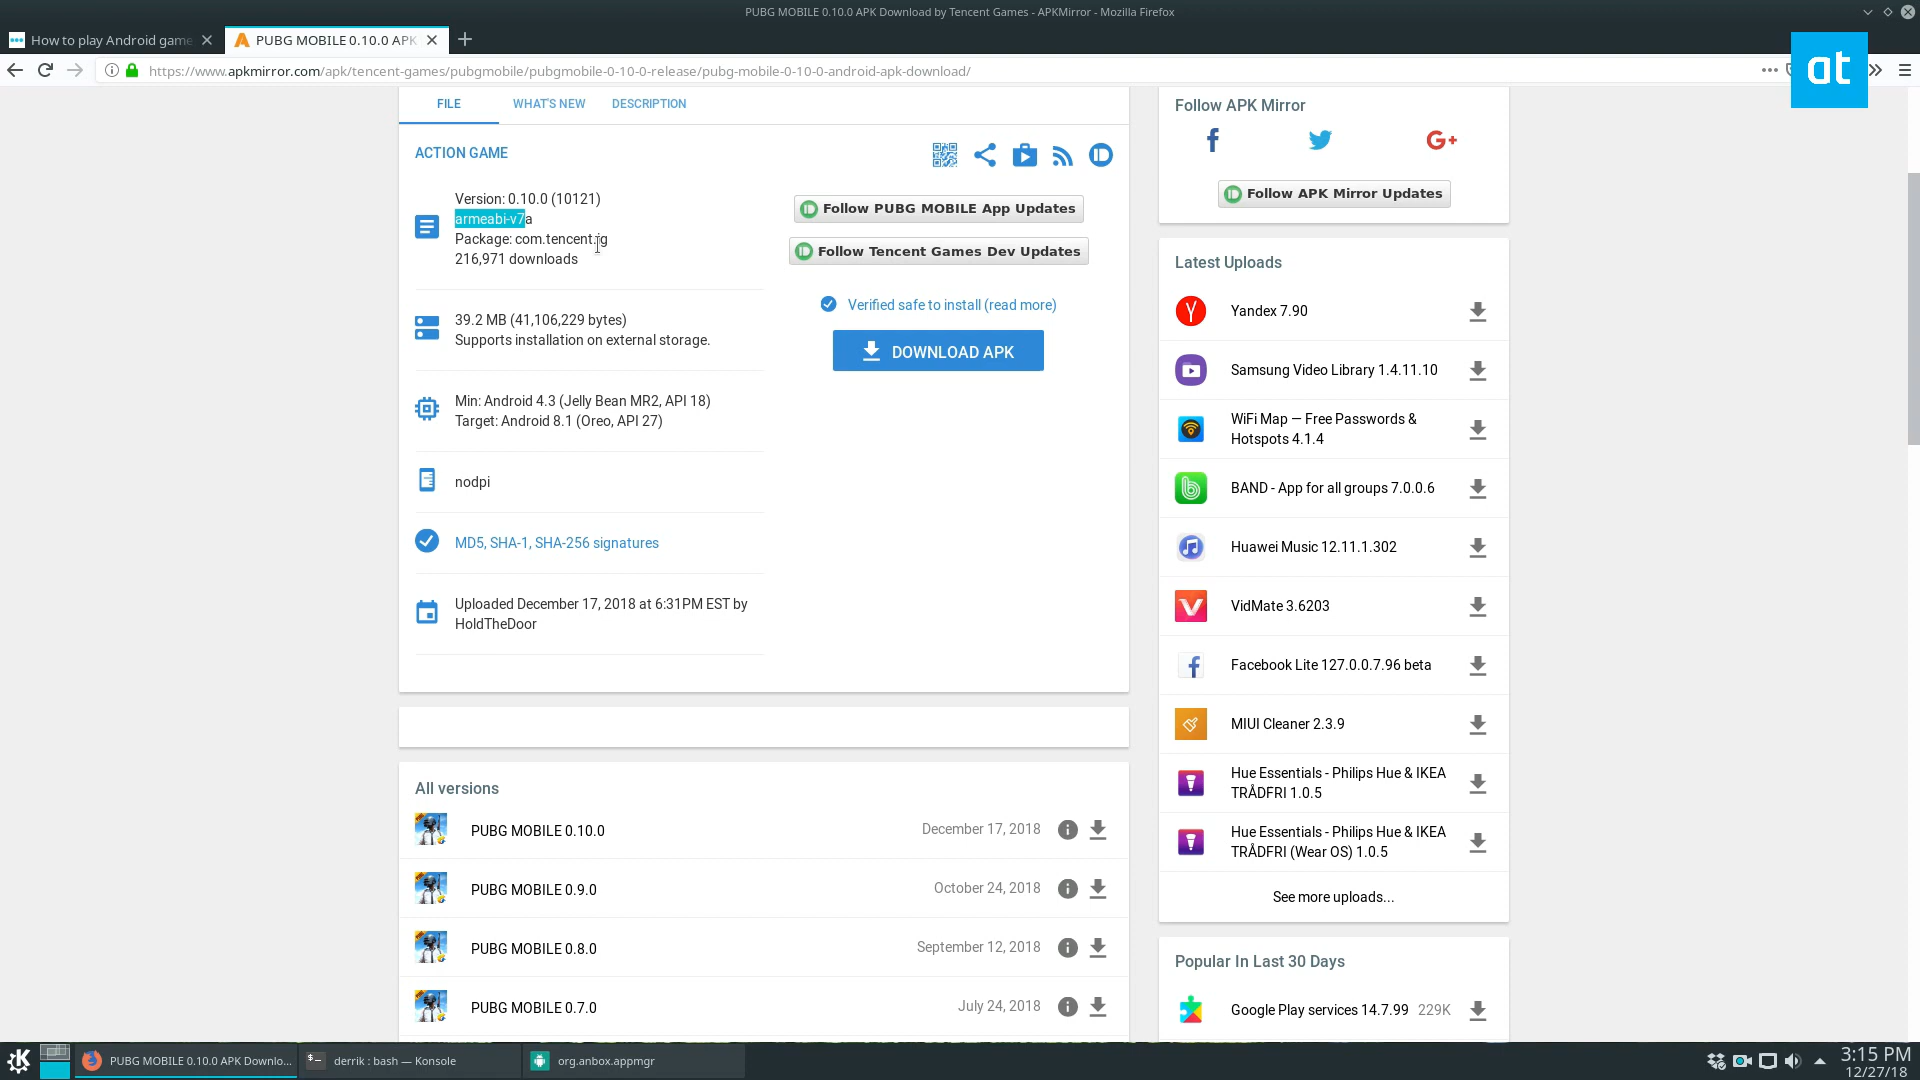 PUBG MOBILE 0.10.0 APK Download by Tencent Games - APKMirror - Mozilla Firefox
How to play Android game
PUBG MOBILE 0.10.0 APK
https://www.apkmirror.com/apk/tencent-games/pubgmobile/pubgmobile-0-10-0-release/pubg-mobile-0-10-0-android-apk-download/
at
FILE
WHAT'S NEW
DESCRIPTION
ACTION GAME
Version: 0.10.0 (10121)
armeabi-v7a
Package: com.tencent.ig
216,971 downloads
Follow PUBG MOBILE App Updates
Follow Tencent Games Dev Updates
Verified safe to install (read more)
DOWNLOAD APK
39.2 MB (41,106,229 bytes)
Supports installation on external storage.
Min: Android 4.3 (Jelly Bean MR2, API 18)
Target: Android 8.1 (Oreo, API 27)
nodpi
MD5, SHA-1, SHA-256 signatures
Uploaded December 17, 2018 at 6:31PM EST by
HoldTheDoor
All versions
PUBG MOBILE 0.10.0 December 17, 2018
PUBG MOBILE 0.9.0 October 24, 2018
PUBG MOBILE 0.8.0 September 12, 2018
PUBG MOBILE 0.7.0 July 24, 2018
Follow APK Mirror
G+
Follow APK Mirror Updates
Latest Uploads
Yandex 7.90
Samsung Video Library 1.4.11.10
WiFi Map — Free Passwords &
Hotspots 4.1.4
BAND - App for all groups 7.0.0.6
Huawei Music 12.11.1.302
VidMate 3.6203
Facebook Lite 127.0.0.7.96 beta
MIUI Cleaner 2.3.9
Hue Essentials - Philips Hue & IKEA
TRÅDFRI 1.0.5
Hue Essentials - Philips Hue & IKEA
TRÅDFRI (Wear OS) 1.0.5
See more uploads...
Popular In Last 30 Days
Google Play services 14.7.99 229K
PUBG MOBILE 0.10.0 APK Downlo...
derrik : bash — Konsole
org.anbox.appmgr
3:15 PM
12/27/18